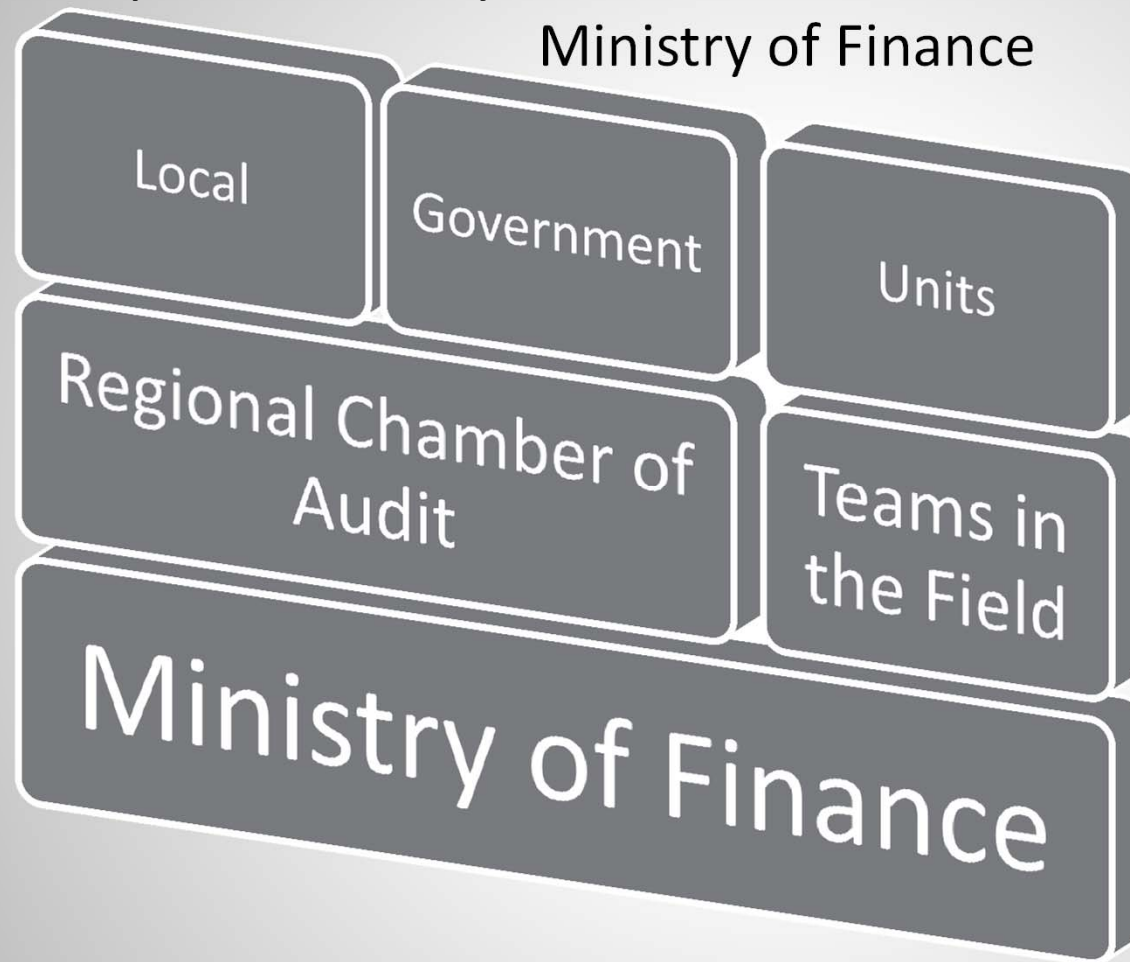 Ministry of Finance
Local
Government
Units
Regional Chamber of
Audit
Teams in
the Field
Ministry of Finance